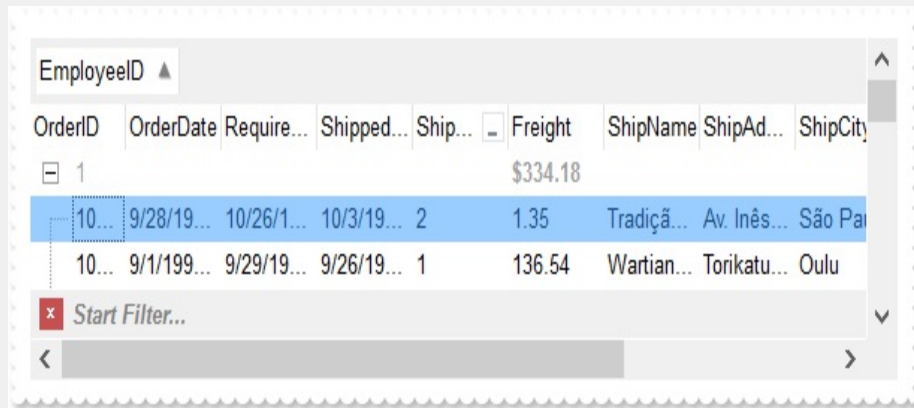 EmployeeID
OrderID OrderDate Require... Shipped... Ship... Freight ShipName ShipAd... ShipCity
1 $334.18
10... 9/28/19... 10/26/1... 10/3/19... 2 1.35 Tradiçã... Av. Inês... São Pau
10... 9/1/199... 9/29/19... 9/26/19... 1 136.54 Wartian... Torikatu... Oulu
x Start Filter...